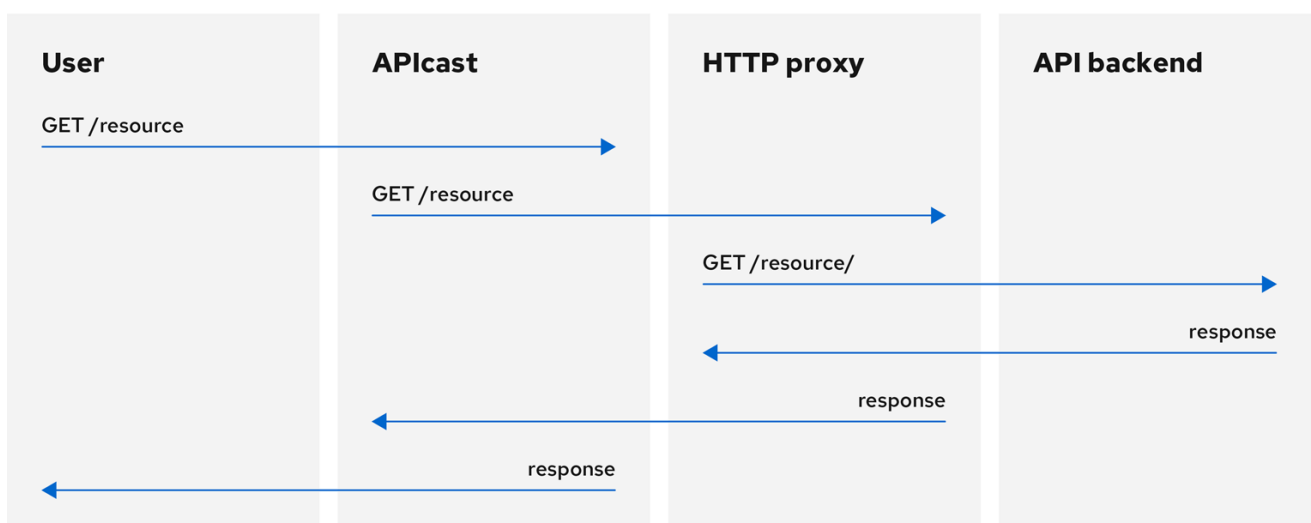 User
APIcast
HTTP proxy
API backend
GET /resource
GET /resource
GET /resource/
response
response
response